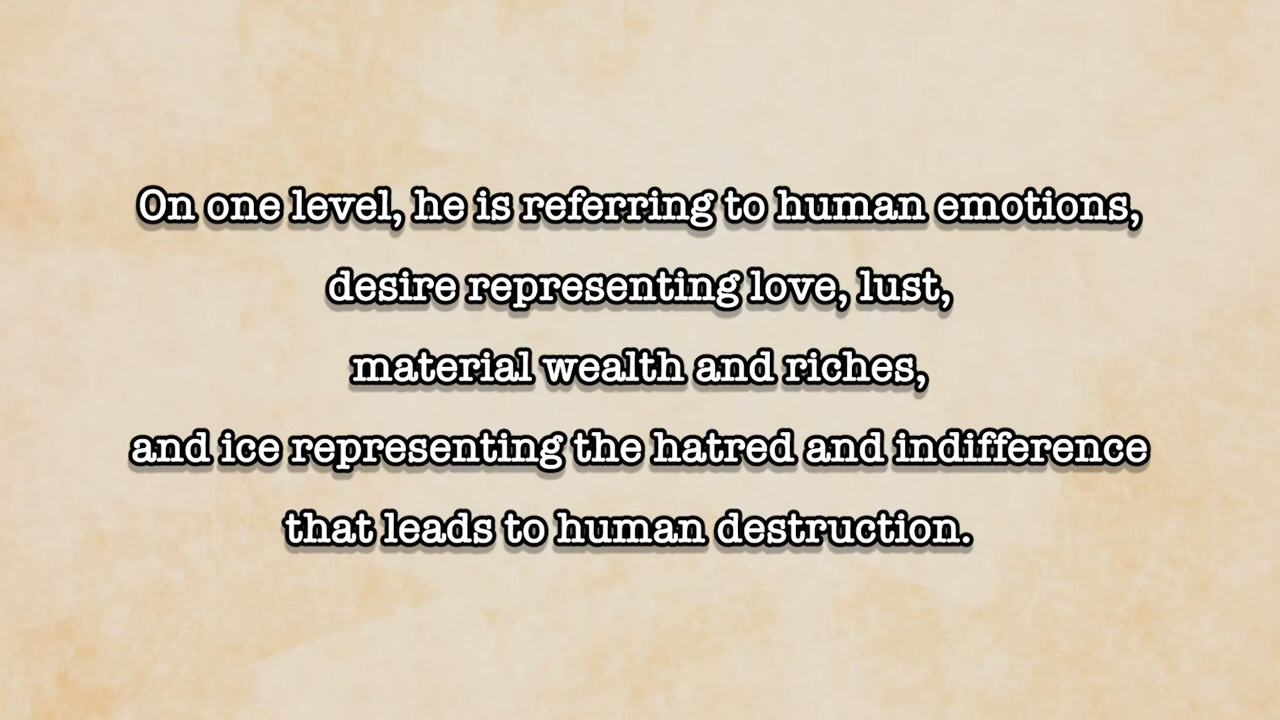 On one level, he is referring to human emotions,
desire representing love, lust,
material wealth and riches,
and ice representing the hatred and indifference
that leads to human destruction.